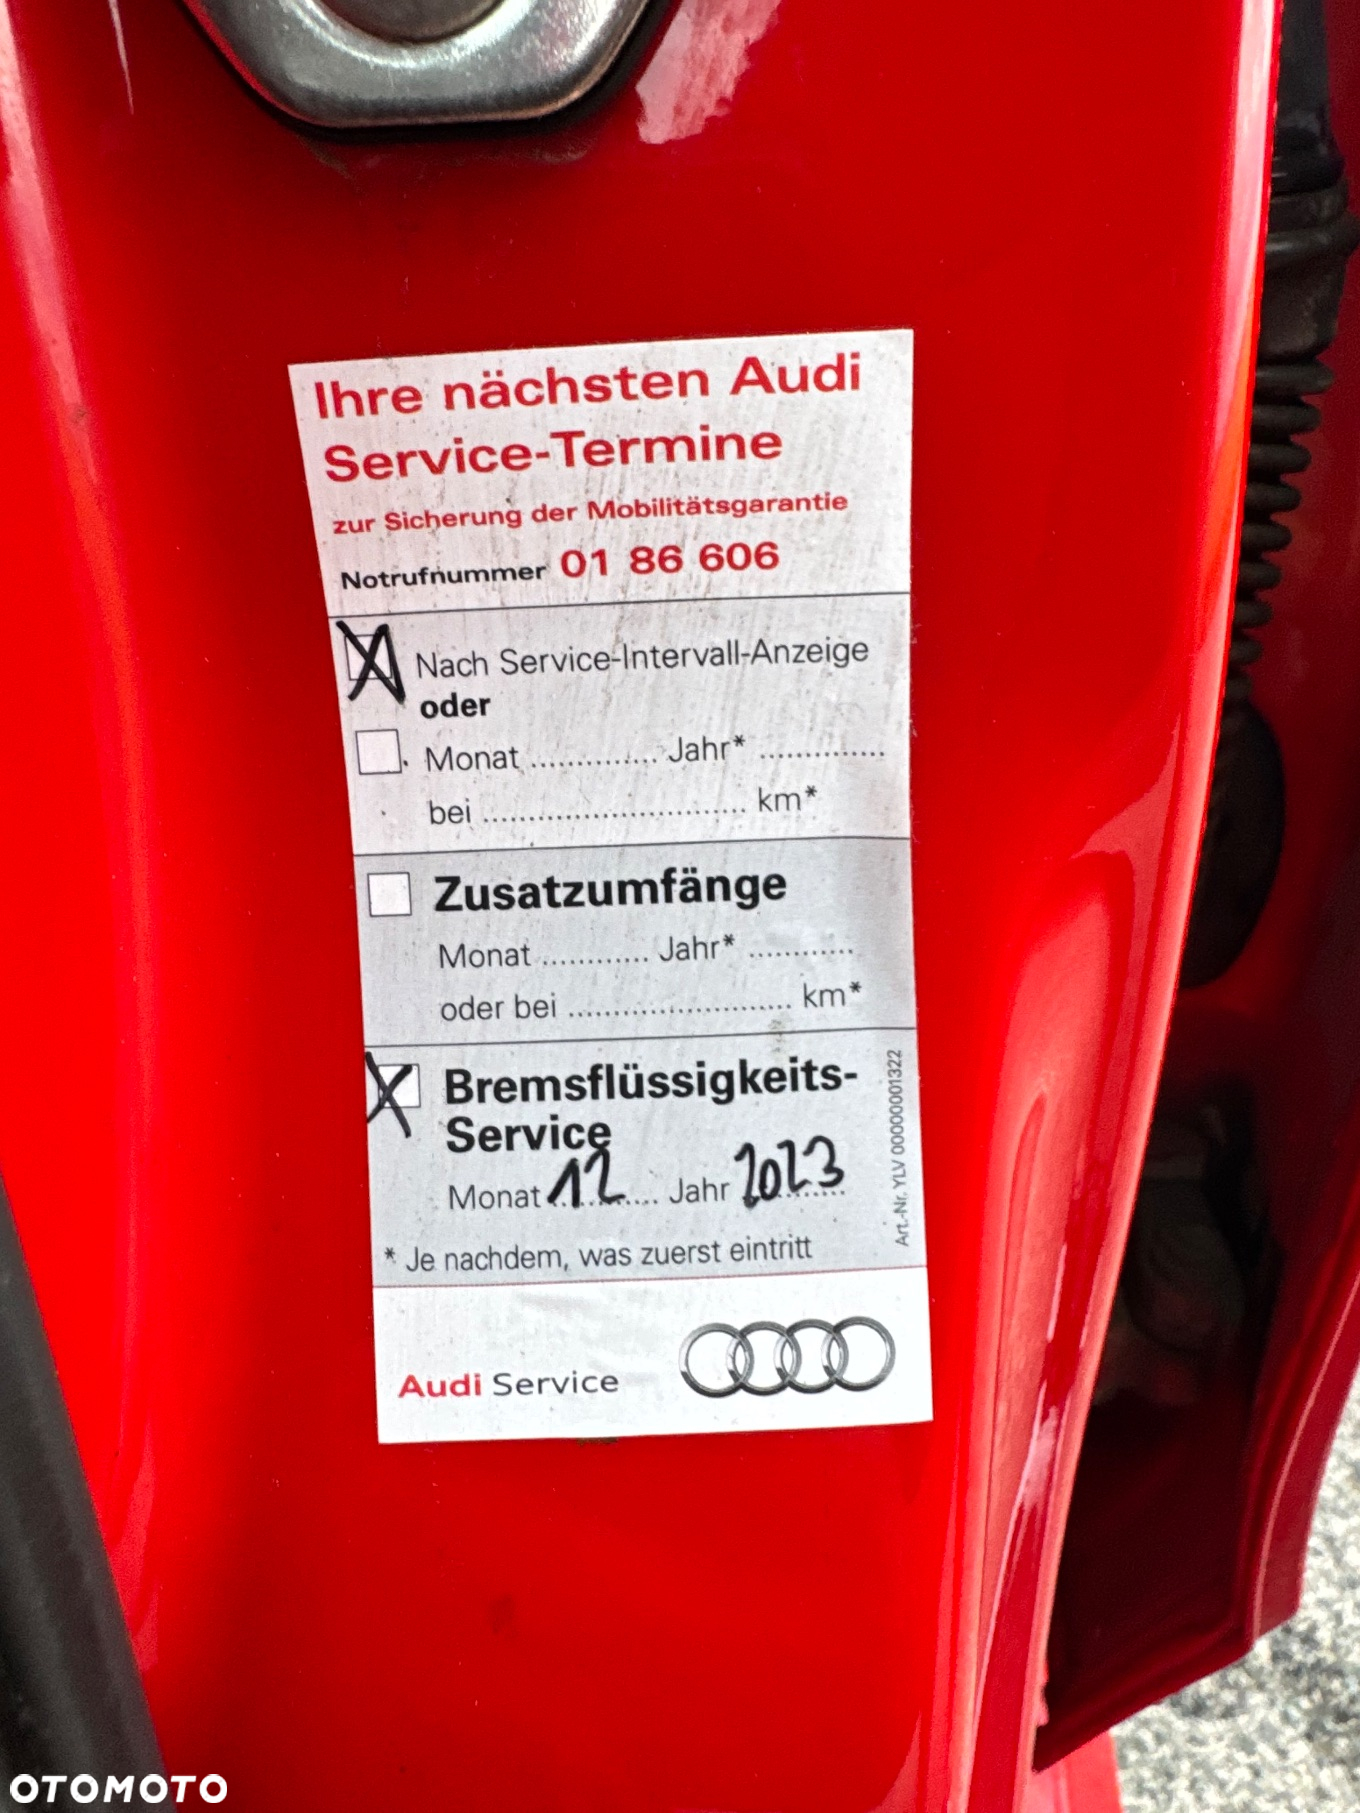 Ihre nächsten Audi
Service-Termine
zur Sicherung der Mobilitätsgarantie
Notrufnummer 01 86 606
Nach Service-Intervall-Anzeige
oder
Monat .............. Jahr* ..............
bei ............................. km*
Zusatzumfänge
Monat ............ Jahr* ............
oder bei ........................ km*
Bremsflüssigkeits-
Service
Monat 12 Jahr 2023
* Je nachdem, was zuerst eintritt
Art.-Nr. YLV 00000001322
Audi Service
OTOMOTO